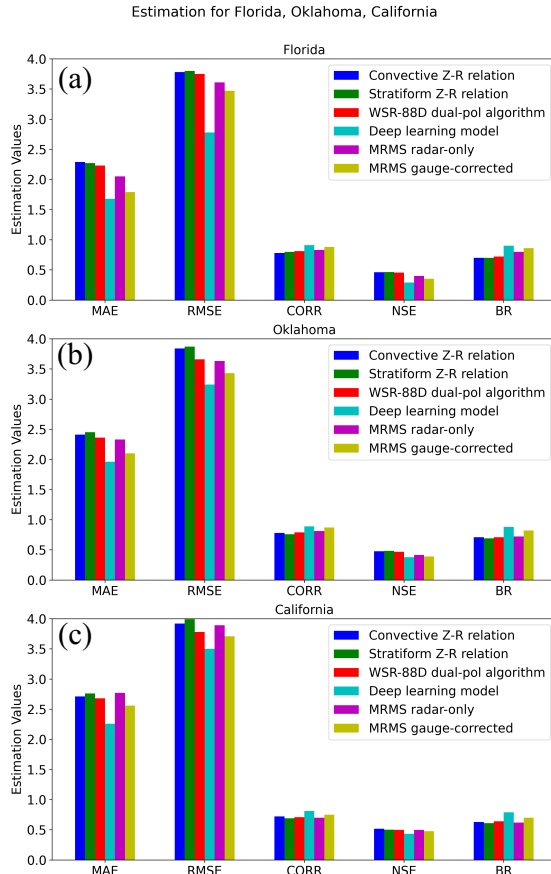 Estimation for Florida, Oklahoma, California
Florida
(a)
Estimation Values
4.0
3.5
3.0
2.5
2.0
1.5
1.0
0.5
0.0
Convective Z-R relation
Stratiform Z-R relation
WSR-88D dual-pol algorithm
Deep learning model
MRMS radar-only
MRMS gauge-corrected
MAE RMSE CORR NSE BR
Oklahoma
(b)
Estimation Values
4.0
3.5
3.0
2.5
2.0
1.5
1.0
0.5
0.0
Convective Z-R relation
Stratiform Z-R relation
WSR-88D dual-pol algorithm
Deep learning model
MRMS radar-only
MRMS gauge-corrected
MAE RMSE CORR NSE BR
California
(c)
Estimation Values
4.0
3.5
3.0
2.5
2.0
1.5
1.0
0.5
0.0
Convective Z-R relation
Stratiform Z-R relation
WSR-88D dual-pol algorithm
Deep learning model
MRMS radar-only
MRMS gauge-corrected
MAE RMSE CORR NSE BR